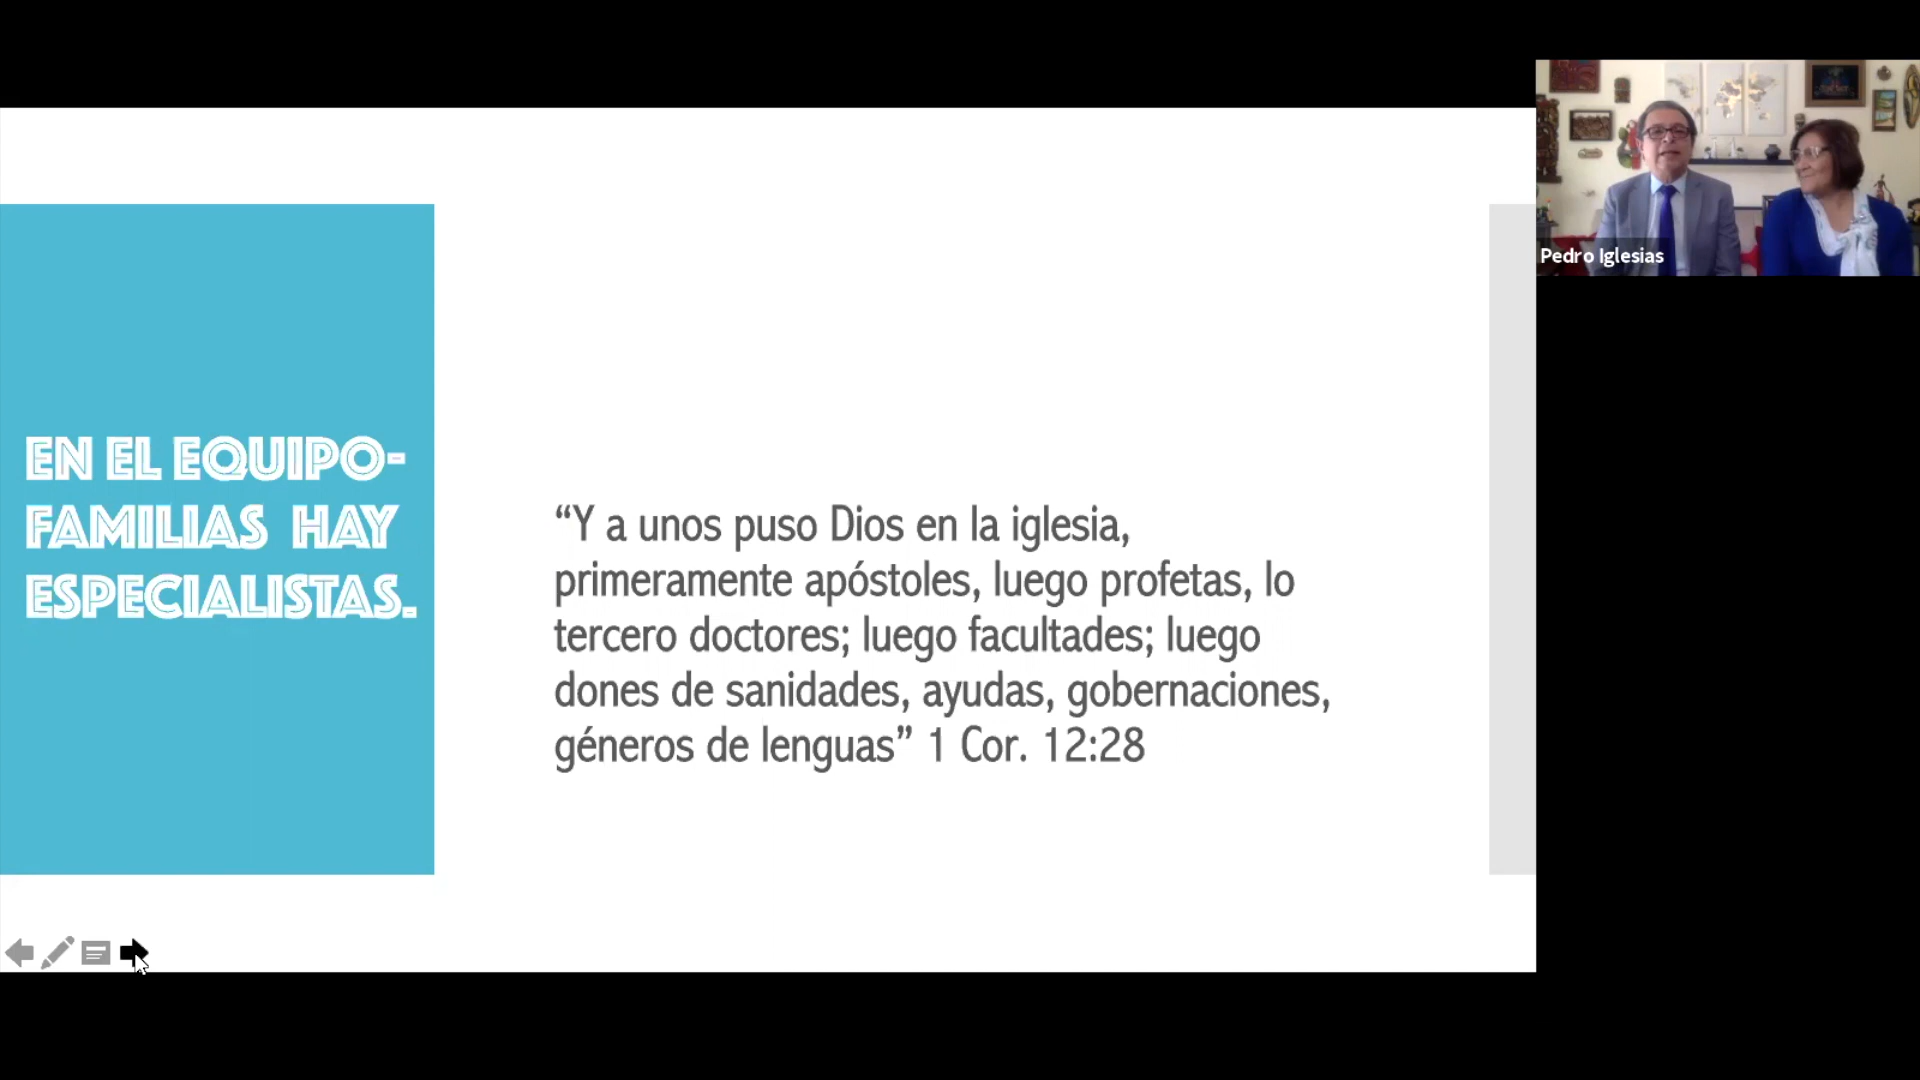 EN EL EQUIPO-
FAMILIAS HAY
ESPECIALISTAS.
“Y a unos puso Dios en la iglesia,
primeramente apóstoles, luego profetas, lo
tercero doctores; luego facultades; luego
dones de sanidades, ayudas, gobernaciones,
géneros de lenguas” 1 Cor. 12:28
Pedro Iglesias